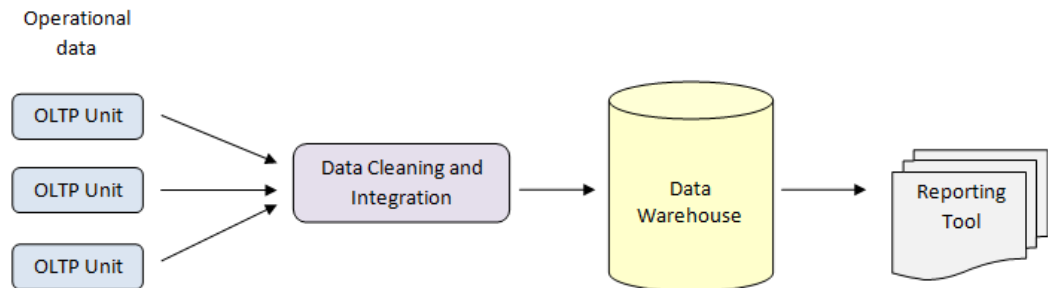 Operational
data
OLTP Unit
OLTP Unit
OLTP Unit
Data Cleaning and
Integration
Data
Warehouse
Reporting
Tool